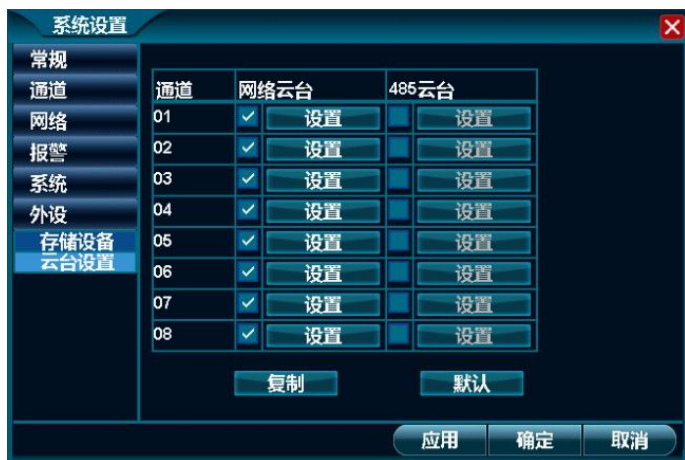 系统设置
常规
通道
网络
报警
系统
外设
存储设备
云台设置
通道 网络云台 485云台
01 设置 设置
02 设置 设置
03 设置 设置
04 设置 设置
05 设置 设置
06 设置 设置
07 设置 设置
08 设置 设置
复制 默认
应用 确定 取消